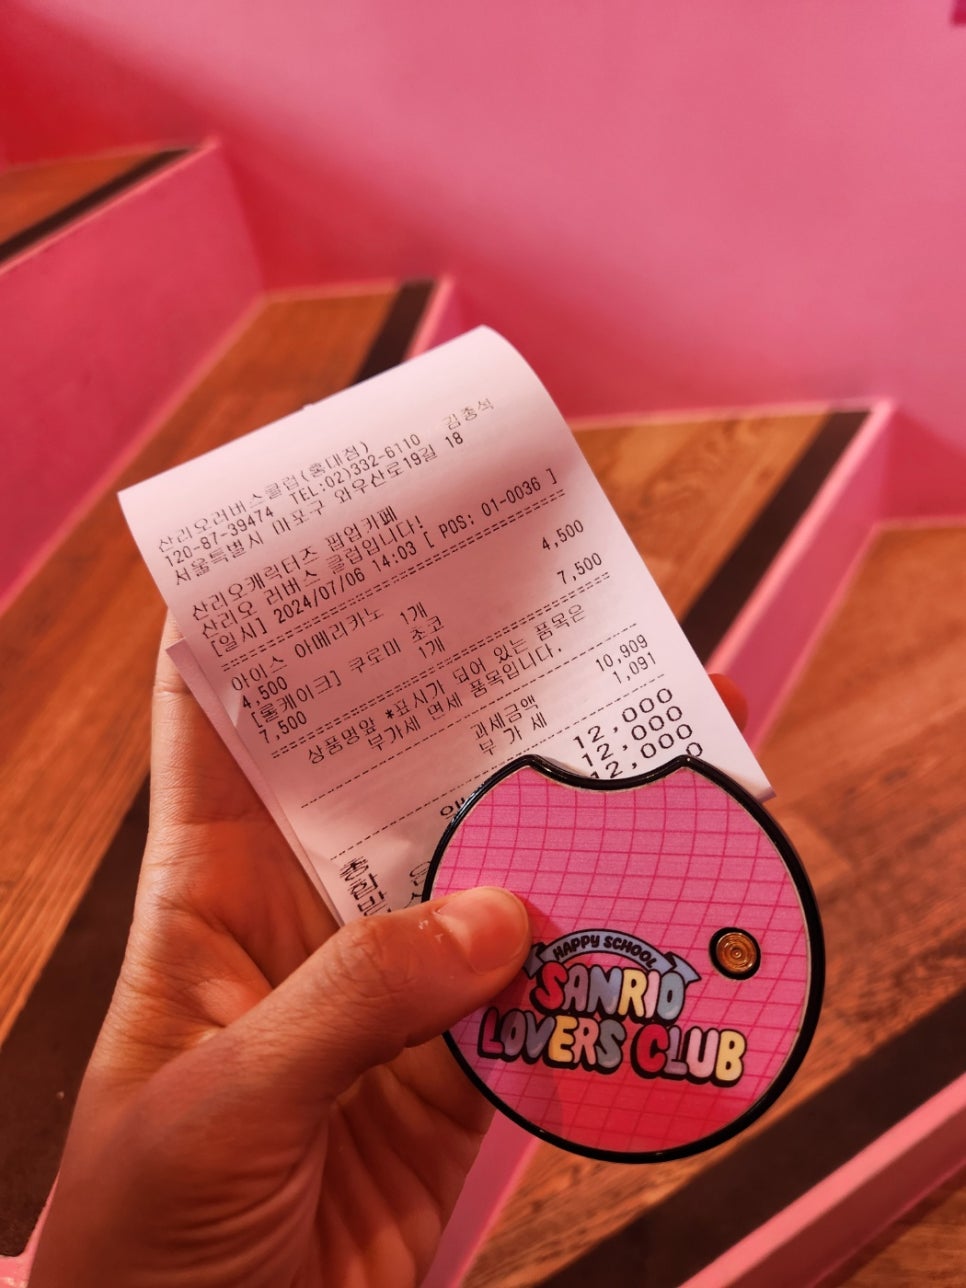 산리오러버스클럽(홍대점)
120-87-39474 TEL:02)332-6110 김종석
서울특별시 마포구 와우산로19길 18
산리오캐릭터즈 팝업카페
산리오 러버스 클럽입니다!
[일시] 2024/07/06 14:03 [ POS: 01-0036 ]
아이스 아메리카노
4,500 1개 4,500
[롤케이크] 쿠로미 초코
7,500 1개 7,500
상품명앞 *표시가 되어 있는 품목은
부가세 면세 품목입니다.
과세금액 10,909
부 가 세 1,091
12,000
12,000
12,000
HAPPY SCHOOL
SANRIO
LOVERS CLUB